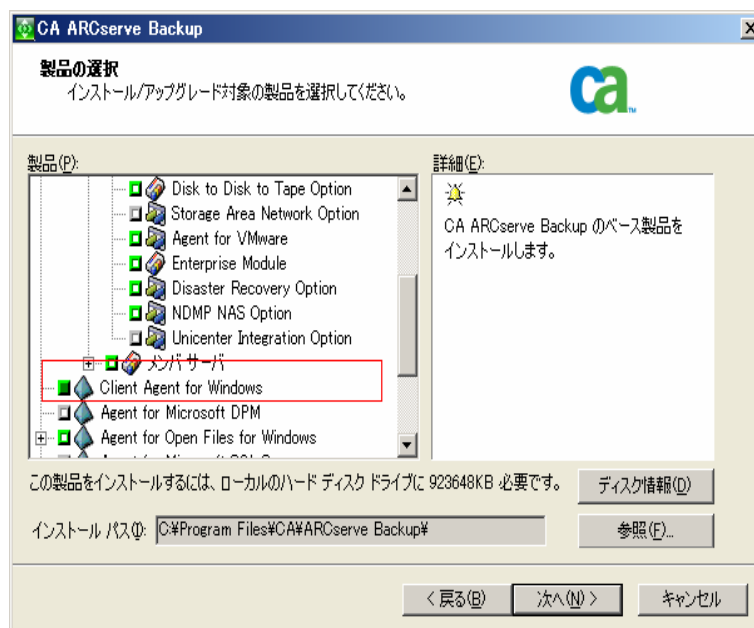 CA ARCserve Backup
製品の選択
インストール/アップグレード対象の製品を選択してください。
ca
製品(P):
Disk to Disk to Tape Option
Storage Area Network Option
Agent for VMware
Enterprise Module
Disaster Recovery Option
NDMP NAS Option
Unicenter Integration Option
メンバ サーバ
Client Agent for Windows
Agent for Microsoft DPM
Agent for Open Files for Windows
詳細(E):
CA ARCserve Backup のベース製品を
インストールします。
この製品をインストールするには、ローカルのハード ディスク ドライブに 923648KB 必要です。
ディスク情報(D)
インストール パス(I):
C:¥Program Files¥CA¥ARCserve Backup¥
参照(F)...
< 戻る(B)
次へ(N) >
キャンセル